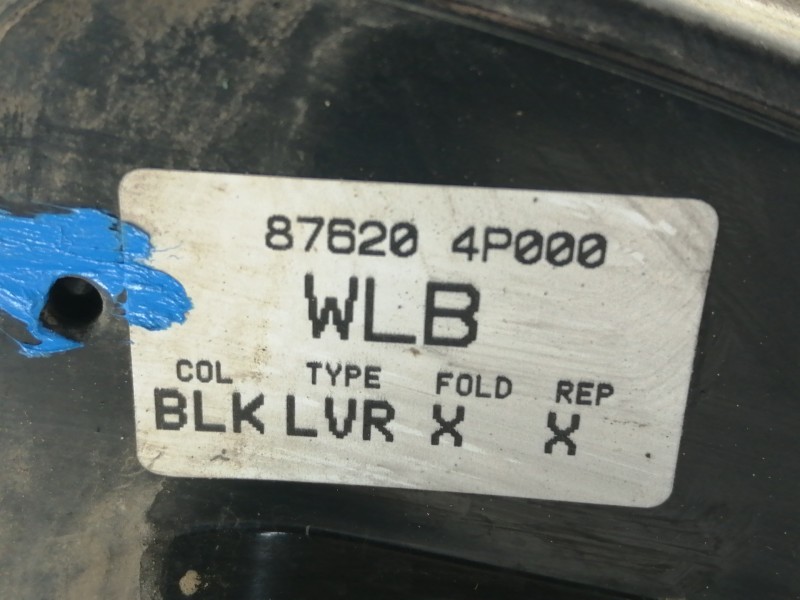 87620 4P000
WLB
COL TYPE FOLD REP
BLK LVR X X